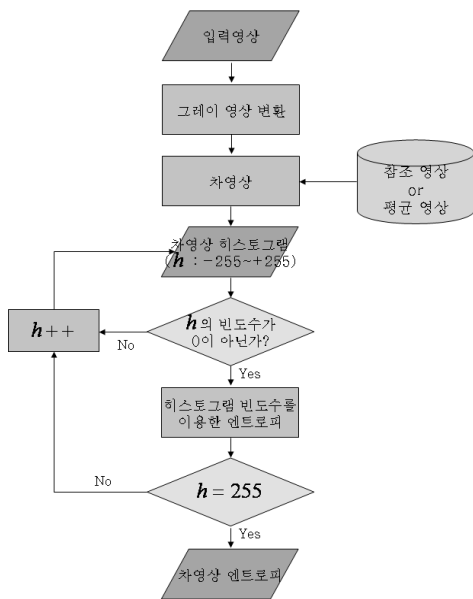 입력영상
그레이 영상 변환
차영상
참조 영상
or
평균 영상
차영상 히스토그램
(h : -255~+255)
h의 빈도수가
0이 아닌가?
No
h++
Yes
히스토그램 빈도수를
이용한 엔트로피
No
h = 255
Yes
차영상 엔트로피